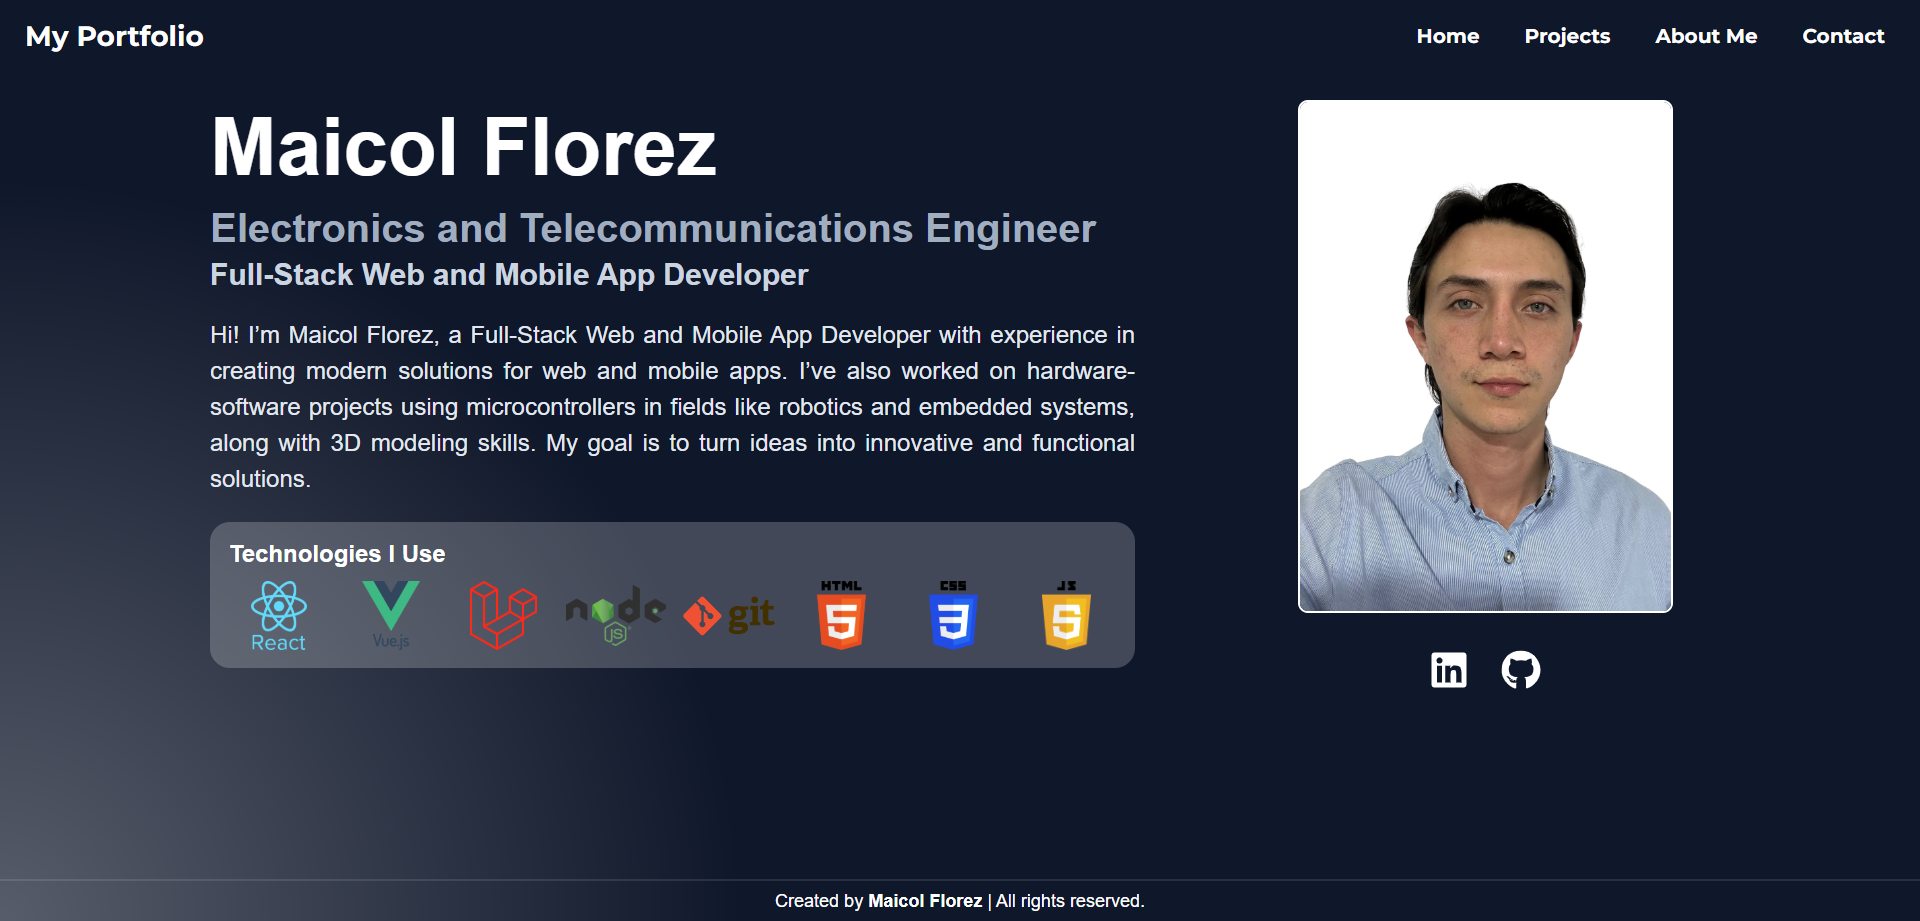 My Portfolio
Home Projects About Me Contact
Maicol Florez
Electronics and Telecommunications Engineer
Full-Stack Web and Mobile App Developer
Hi! I’m Maicol Florez, a Full-Stack Web and Mobile App Developer with experience in
creating modern solutions for web and mobile apps. I’ve also worked on hardware-
software projects using microcontrollers in fields like robotics and embedded systems,
along with 3D modeling skills. My goal is to turn ideas into innovative and functional
solutions.
Technologies I Use
React
Vue.js
node
JS
git
HTML
5
CSS
3
JS
5
in
Created by Maicol Florez | All rights reserved.